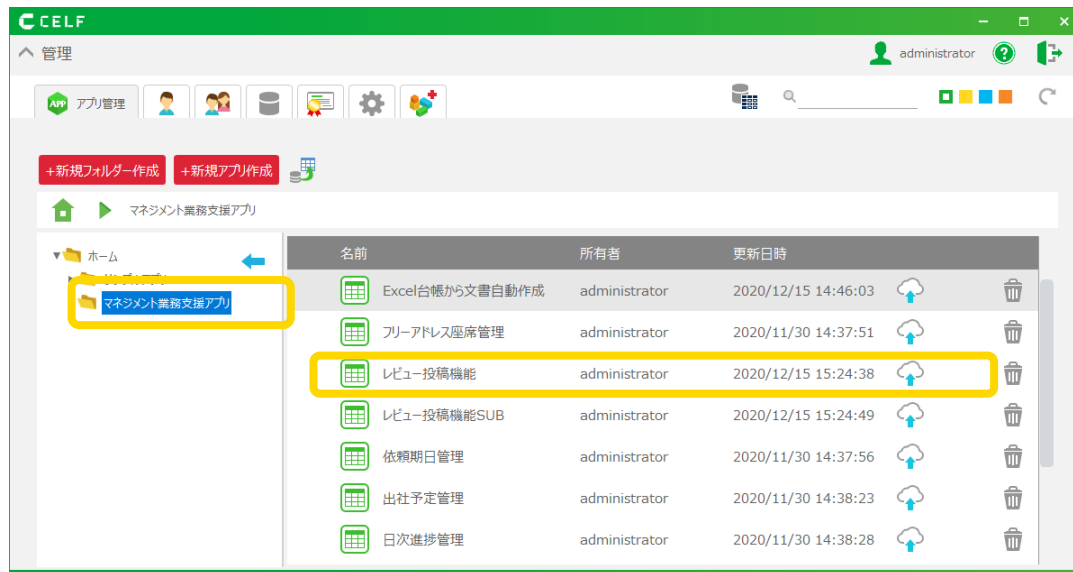 CELF
管理
administrator
APP アプリ管理
+新規フォルダー作成 +新規アプリ作成
マネジメント業務支援アプリ
ホーム
マネジメント業務支援アプリ
名前 所有者 更新日時
Excel台帳から文書自動作成 administrator 2020/12/15 14:46:03
フリーアドレス座席管理 administrator 2020/11/30 14:37:51
レビュー投稿機能 administrator 2020/12/15 15:24:38
レビュー投稿機能SUB administrator 2020/12/15 15:24:49
依頼期日管理 administrator 2020/11/30 14:37:56
出社予定管理 administrator 2020/11/30 14:38:23
日次進捗管理 administrator 2020/11/30 14:38:28